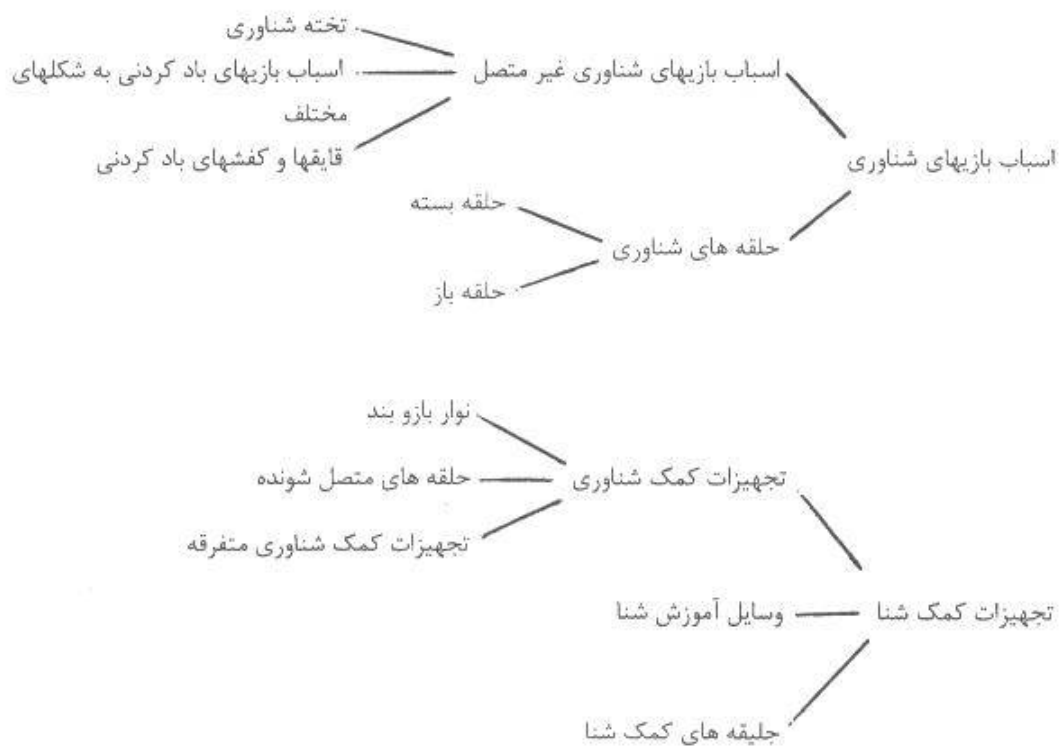 تخته شناوری
اسباب بازیهای شناوری غیر متصل
اسباب بازیهای باد کردنی به شکلهای
مختلف
قایقها و کفشهای باد کردنی
اسباب بازیهای شناوری
حلقه بسته
حلقه های شناوری
حلقه باز
نوار بازو بند
تجهیزات کمک شناوری
حلقه های متصل شونده
تجهیزات کمک شناوری متفرقه
تجهیزات کمک شنا
وسایل آموزش شنا
جلیقه های کمک شنا